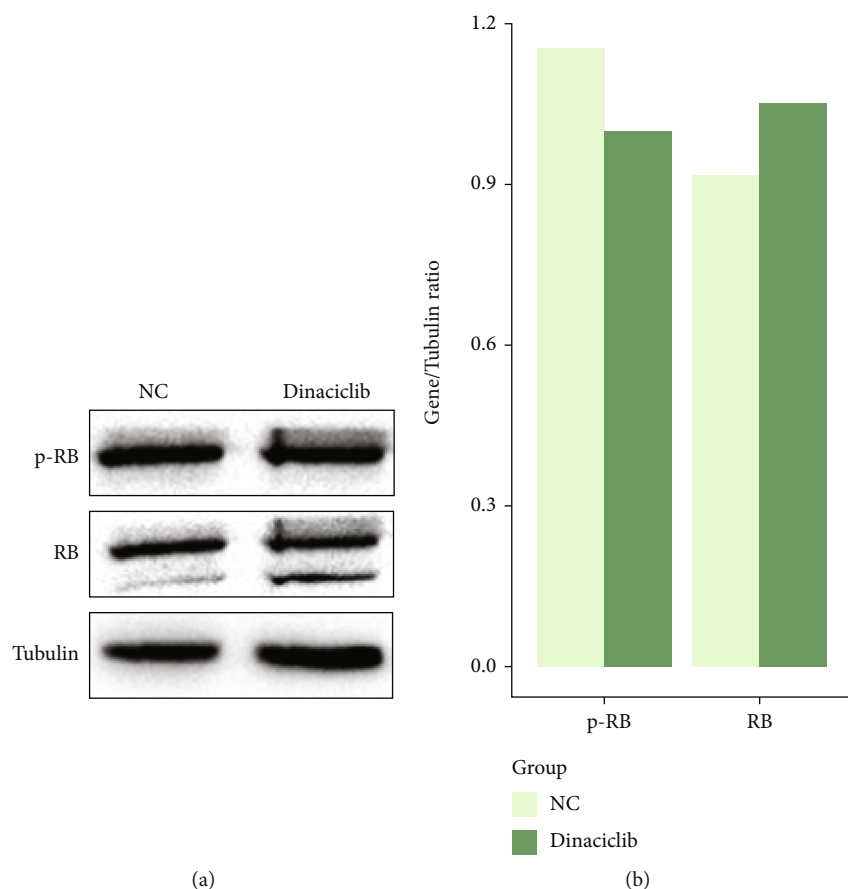 NC Dinaciclib
p-RB
RB
Tubulin
(a)
Gene/Tubulin ratio
1.2
0.9
0.6
0.3
0.0
p-RB RB
Group
NC
Dinaciclib
(b)